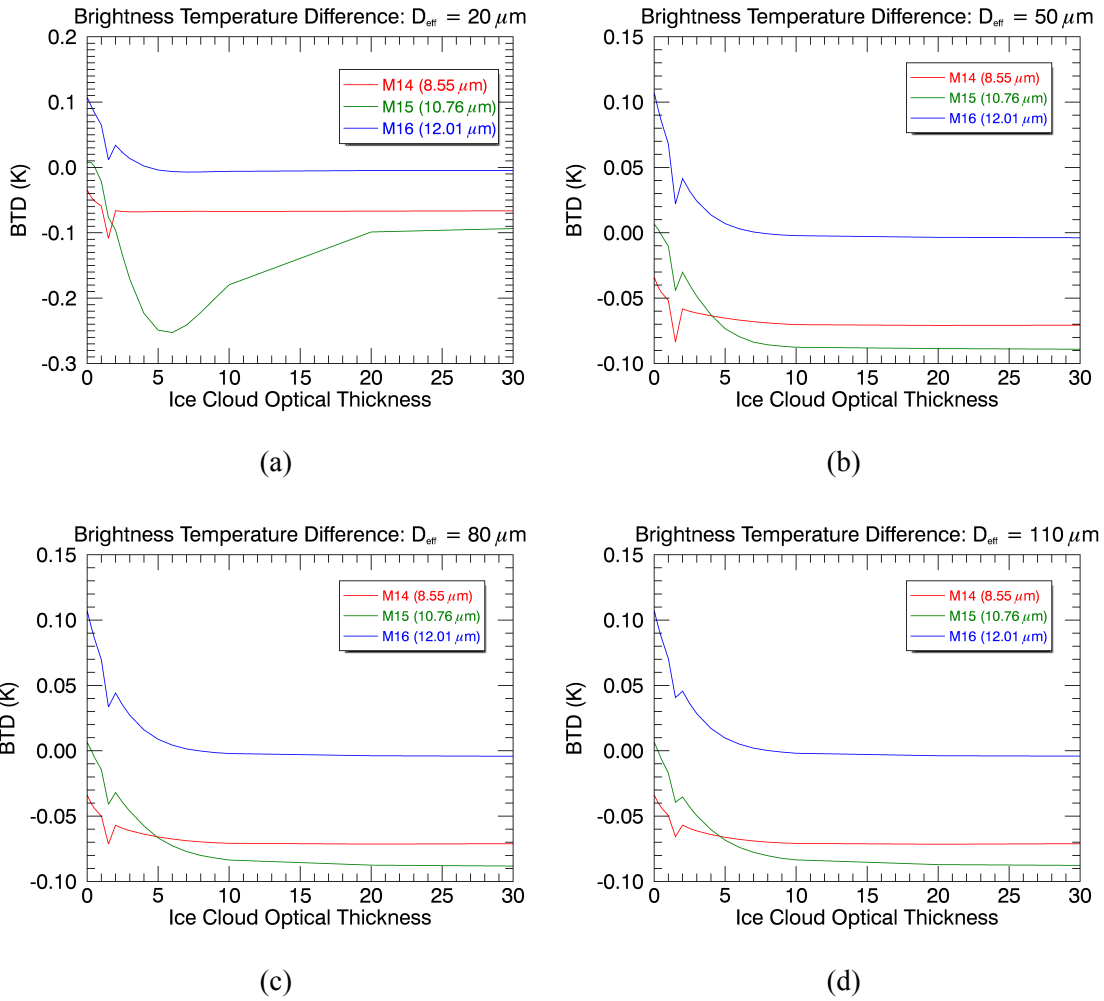 Brightness Temperature Difference: Deff = 20 μm
0.2
0.1
0.0
-0.1
-0.2
-0.3
BTD (K)
M14 (8.55 μm)
M15 (10.76 μm)
M16 (12.01 μm)
0 5 10 15 20 25 30
Ice Cloud Optical Thickness
(a)
Brightness Temperature Difference: Deff = 50 μm
0.15
0.10
0.05
0.00
-0.05
-0.10
BTD (K)
M14 (8.55 μm)
M15 (10.76 μm)
M16 (12.01 μm)
0 5 10 15 20 25 30
Ice Cloud Optical Thickness
(b)
Brightness Temperature Difference: Deff = 80 μm
0.15
0.10
0.05
0.00
-0.05
-0.10
BTD (K)
M14 (8.55 μm)
M15 (10.76 μm)
M16 (12.01 μm)
0 5 10 15 20 25 30
Ice Cloud Optical Thickness
(c)
Brightness Temperature Difference: Deff = 110 μm
0.15
0.10
0.05
0.00
-0.05
-0.10
BTD (K)
M14 (8.55 μm)
M15 (10.76 μm)
M16 (12.01 μm)
0 5 10 15 20 25 30
Ice Cloud Optical Thickness
(d)